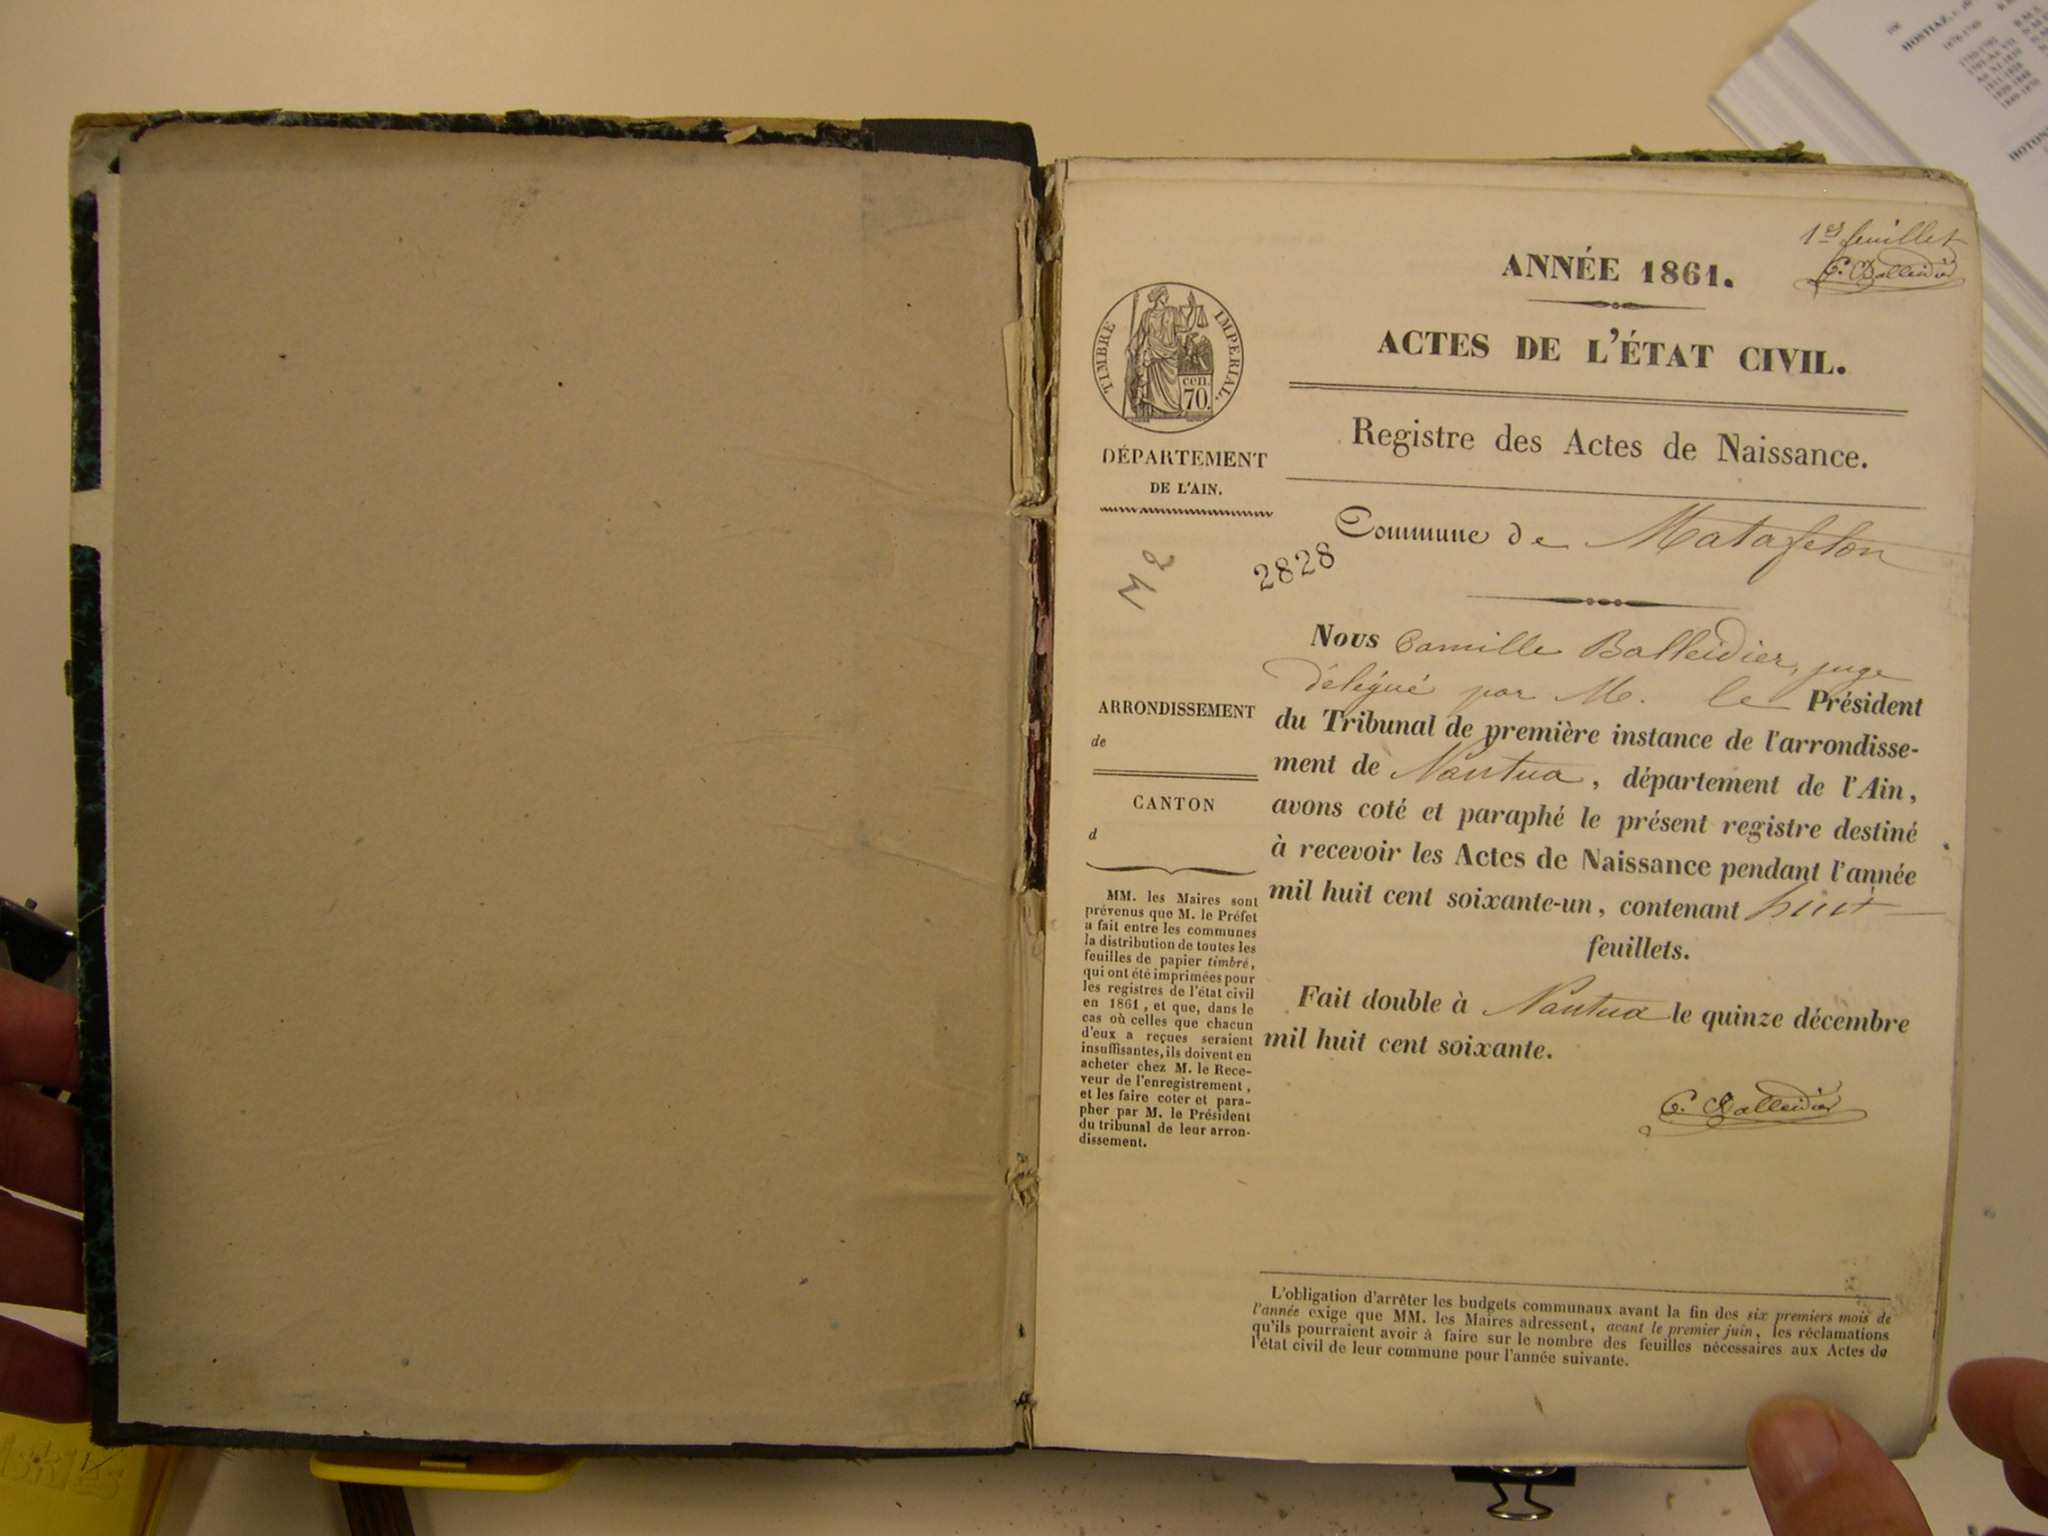 1er feuillet
C. Balleidier
ANNÉE 1861.
ACTES DE L'ÉTAT CIVIL.
Registre des Actes de Naissance.
TIMBRE IMPERIAL.
cen.
70.
DÉPARTEMENT
DE L'AIN.
Commune de Matafelon
2828
Nous Camille Balleidier, juge
délégué par M. le Président
du Tribunal de première instance de l'arrondisse-
ment de Nantua, département de l'Ain,
avons coté et paraphé le présent registre destiné
à recevoir les Actes de Naissance pendant l'année
mil huit cent soixante-un, contenant huit
feuillets.
Fait double à Nantua le quinze décembre
mil huit cent soixante.
C. Balleidier
ARRONDISSEMENT
de
CANTON
d
MM. les Maires sont
prévenus que M. le Préfet
a fait entre les communes
la distribution de toutes les
feuilles de papier timbré,
qui ont été imprimées pour
les registres de l'état civil
en 1861, et que, dans le
cas où celles que chacun
d'eux a reçues seraient
insuffisantes, ils doivent en
acheter chez M. le Rece-
veur de l'enregistrement,
et les faire coter et para-
pher par M. le Président
du tribunal de leur arron-
dissement.
L'obligation d'arrêter les budgets communaux avant la fin des six premiers mois de
l'année exige que MM. les Maires adressent, avant le premier juin, les réclamations
qu'ils pourraient avoir à faire sur le nombre des feuilles nécessaires aux Actes de
l'état civil de leur commune pour l'année suivante.